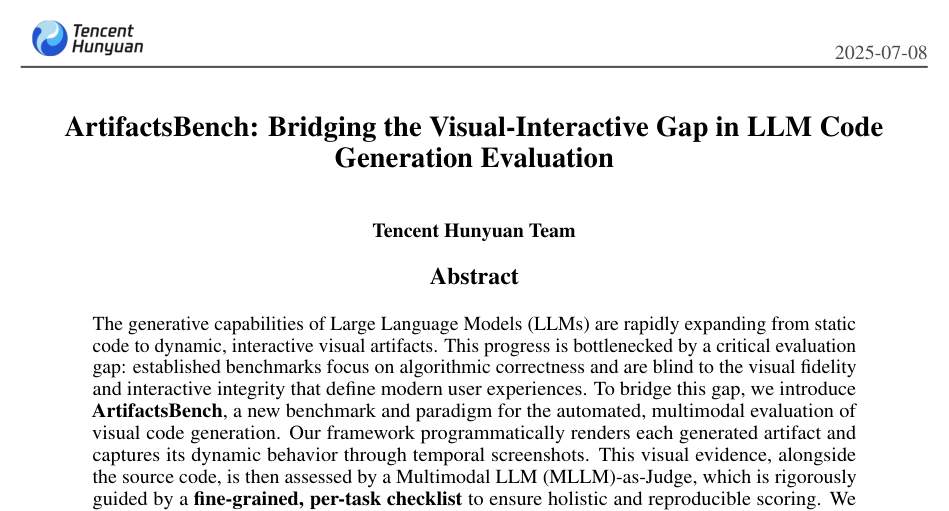 Tencent
Hunyuan
2025-07-08
ArtifactsBench: Bridging the Visual-Interactive Gap in LLM Code
Generation Evaluation
Tencent Hunyuan Team
Abstract
The generative capabilities of Large Language Models (LLMs) are rapidly expanding from static
code to dynamic, interactive visual artifacts. This progress is bottlenecked by a critical evaluation
gap: established benchmarks focus on algorithmic correctness and are blind to the visual fidelity
and interactive integrity that define modern user experiences. To bridge this gap, we introduce
ArtifactsBench, a new benchmark and paradigm for the automated, multimodal evaluation of
visual code generation. Our framework programmatically renders each generated artifact and
captures its dynamic behavior through temporal screenshots. This visual evidence, alongside
the source code, is then assessed by a Multimodal LLM (MLLM)-as-Judge, which is rigorously
guided by a fine-grained, per-task checklist to ensure holistic and reproducible scoring. We